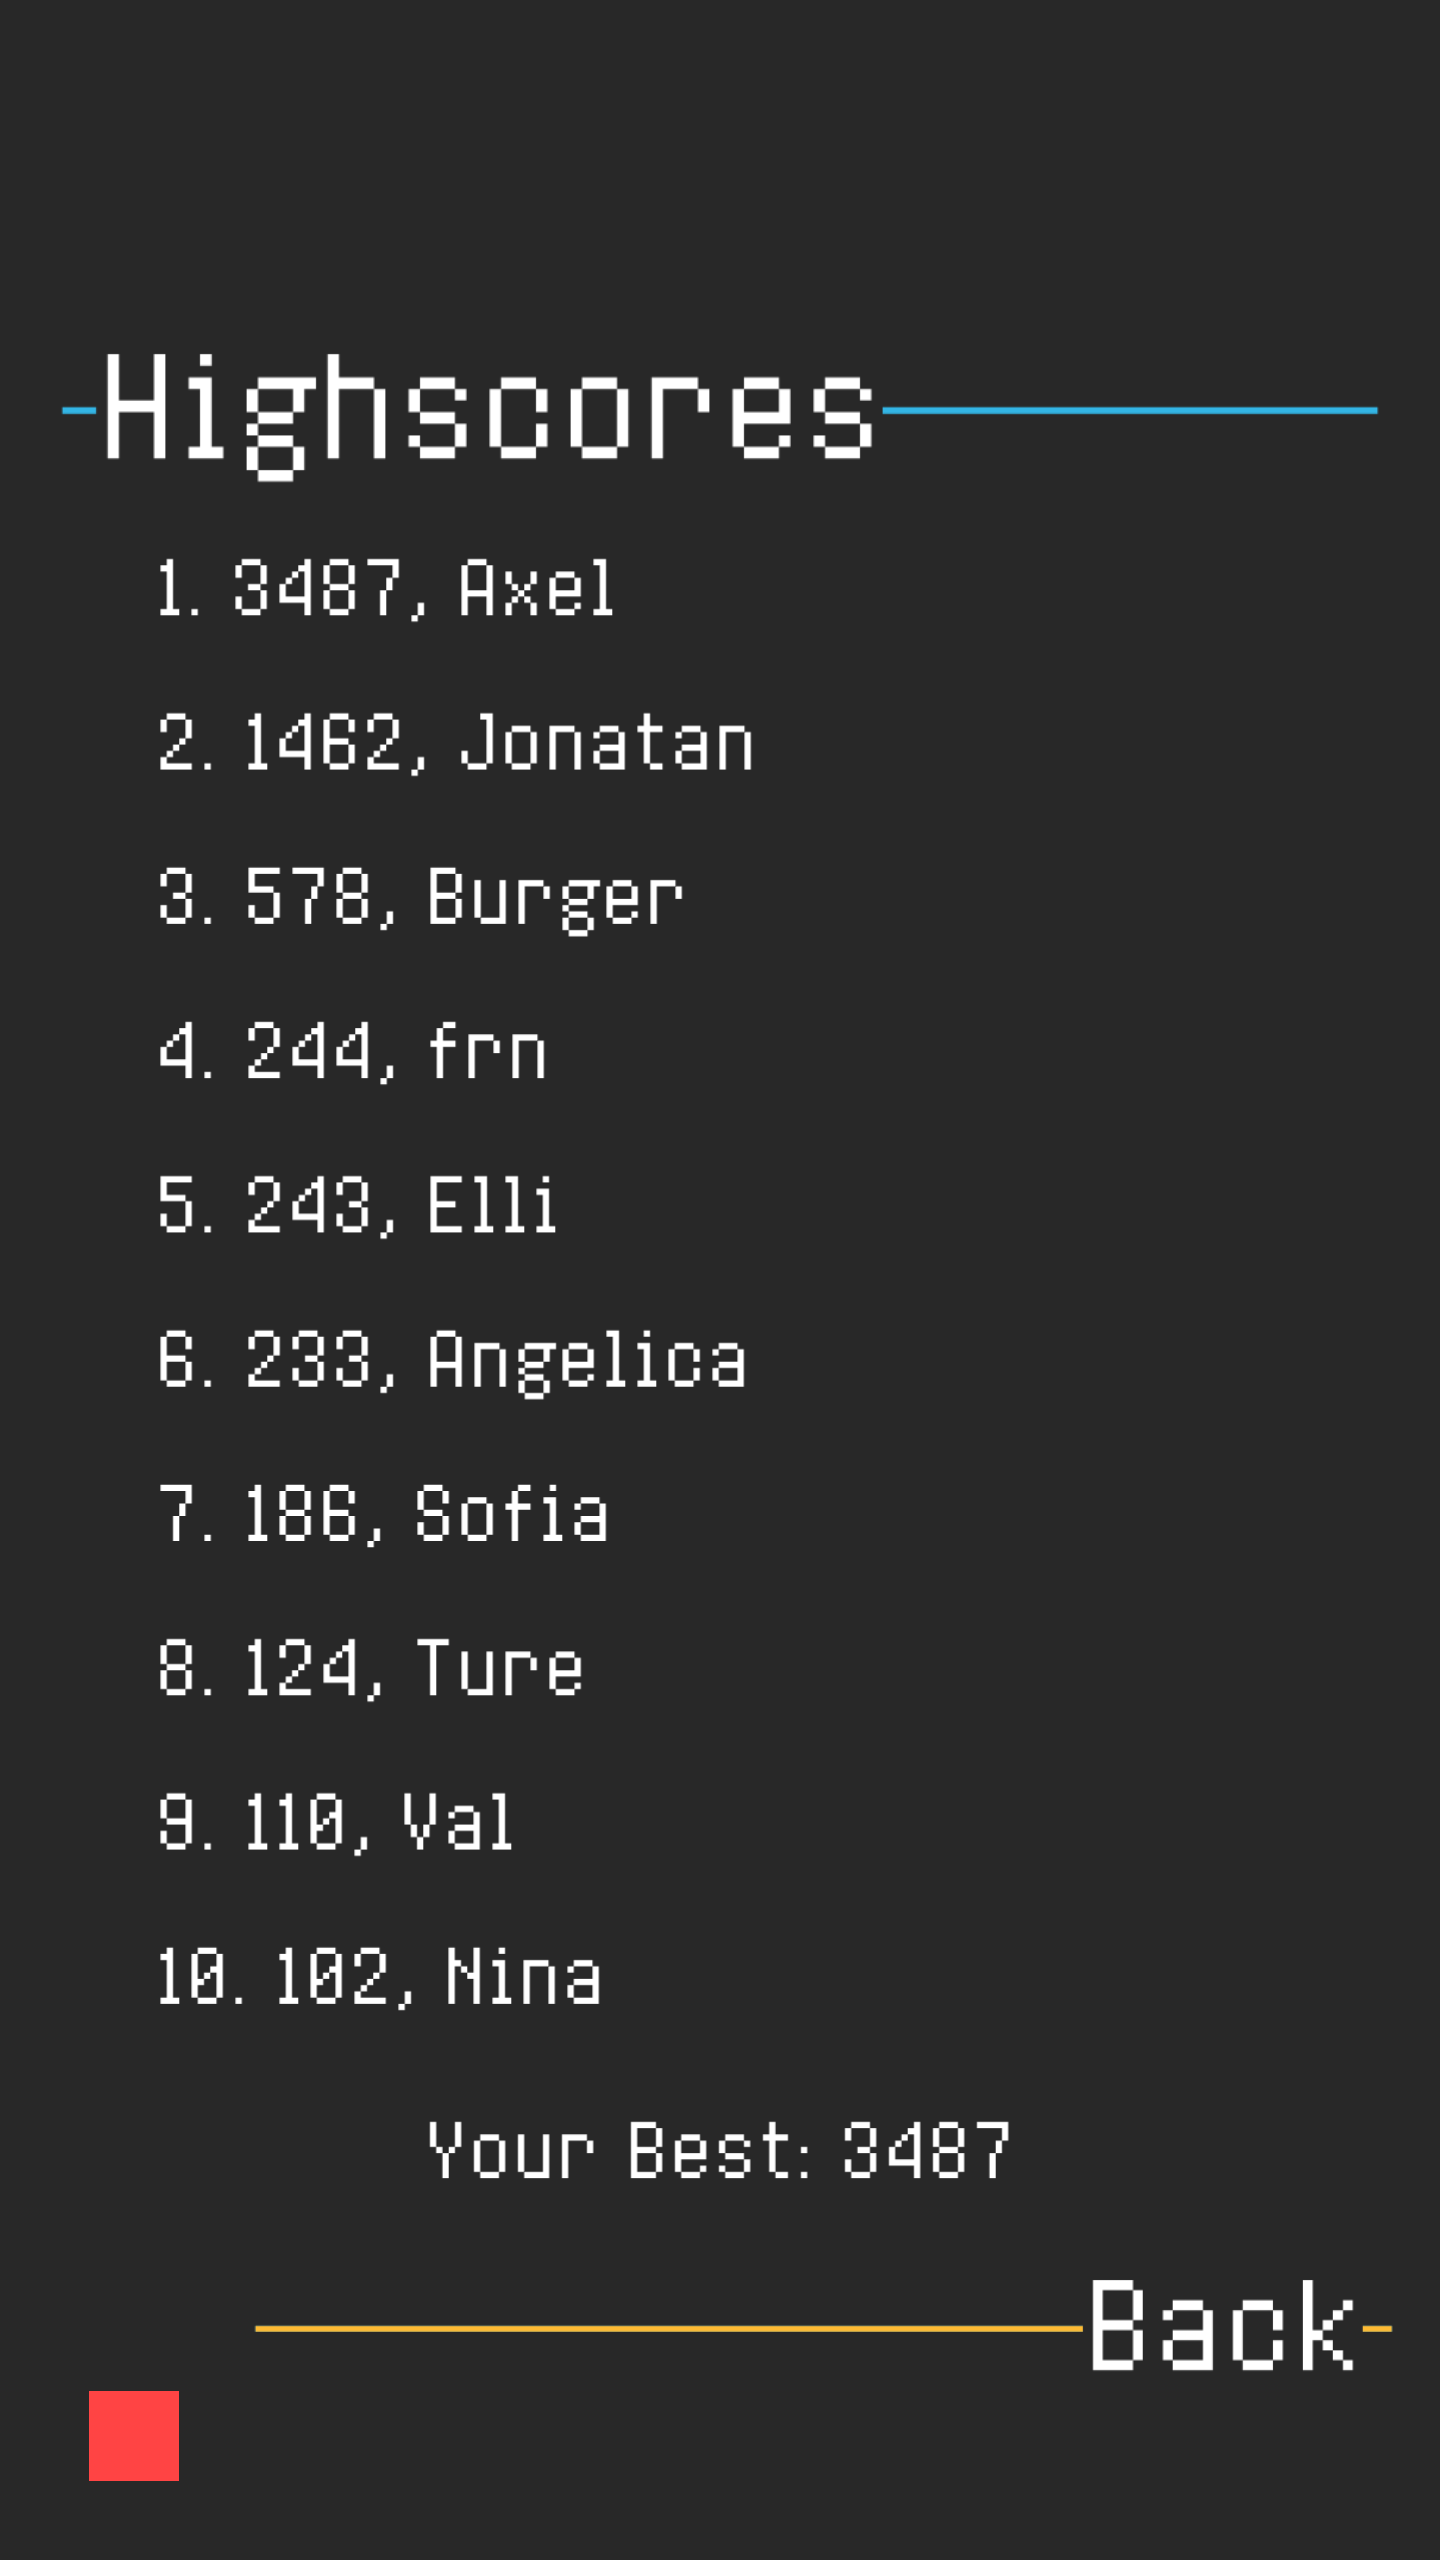 Highscores
1. 3487, Axel
2. 1462, Jonatan
3. 578, Burger
4. 244, frn
5. 243, Elli
6. 233, Angelica
7. 186, Sofia
8. 124, Ture
9. 110, Val
10. 102, Nina
Your Best: 3487
Back